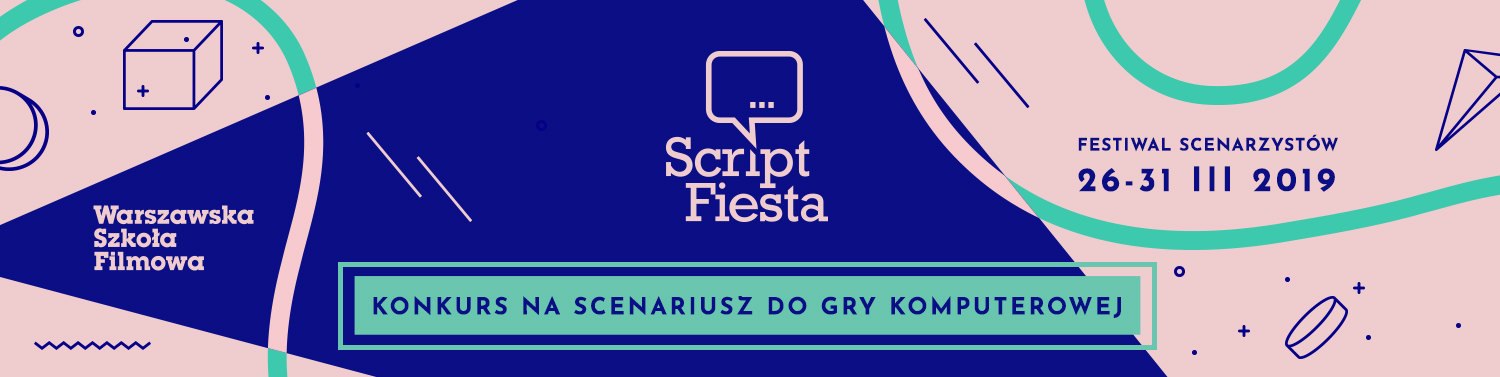 Script
Fiesta
FESTIWAL SCENARZYSTÓW
26-31 III 2019
Warszawska
Szkoła
Filmowa
KONKURS NA SCENARIUSZ DO GRY KOMPUTEROWEJ